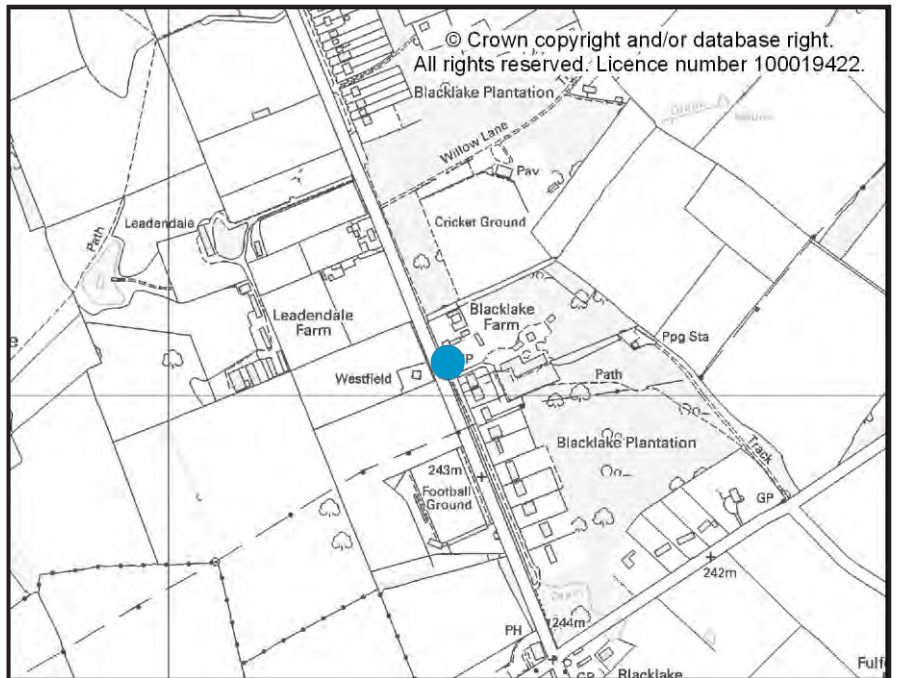 © Crown copyright and/or database right.
All rights reserved. Licence number 100019422.
Blacklake Plantation
Willow Lane
Pav
Cricket Ground
Leadendale
Path
Leadendale
Farm
Blacklake
Farm
Ppg Sta
Westfield
P
Path
Blacklake Plantation
Track
243m
Football
Ground
GP
242m
244m
PH
GP
Blacklake
Fulf
e